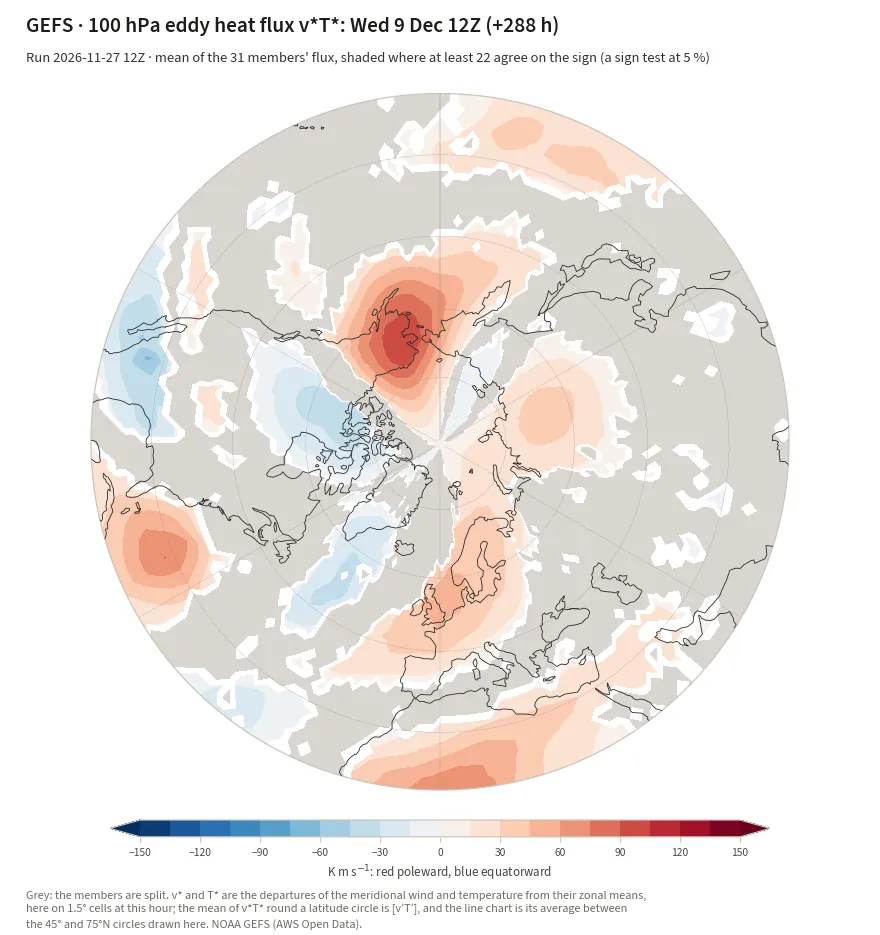 GEFS · 100 hPa eddy heat flux v*T*: Wed 9 Dec 12Z (+288 h)
Run 2026-11-27 12Z · mean of the 31 members' flux, shaded where at least 22 agree on the sign (a sign test at 5 %)
−150 −120 −90 −60 −30 0 30 60 90 120 150
K m s⁻¹: red poleward, blue equatorward
Grey: the members are split. v* and T* are the departures of the meridional wind and temperature from their zonal means,
here on 1.5° cells at this hour; the mean of v*T* round a latitude circle is [v'T'], and the line chart is its average between
the 45° and 75°N circles drawn here. NOAA GEFS (AWS Open Data).